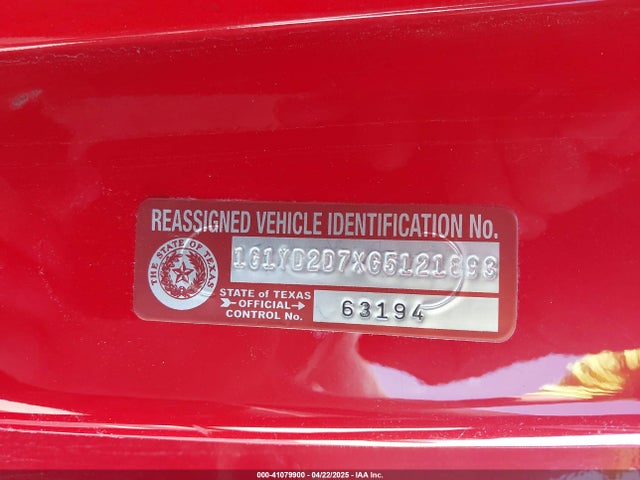 REASSIGNED VEHICLE IDENTIFICATION No.
1G1YD2D7XG5121893
THE STATE OF TEXAS
STATE of TEXAS
OFFICIAL
CONTROL No.
63194
000-41079900 - 04/22/2025 - IAA Inc.